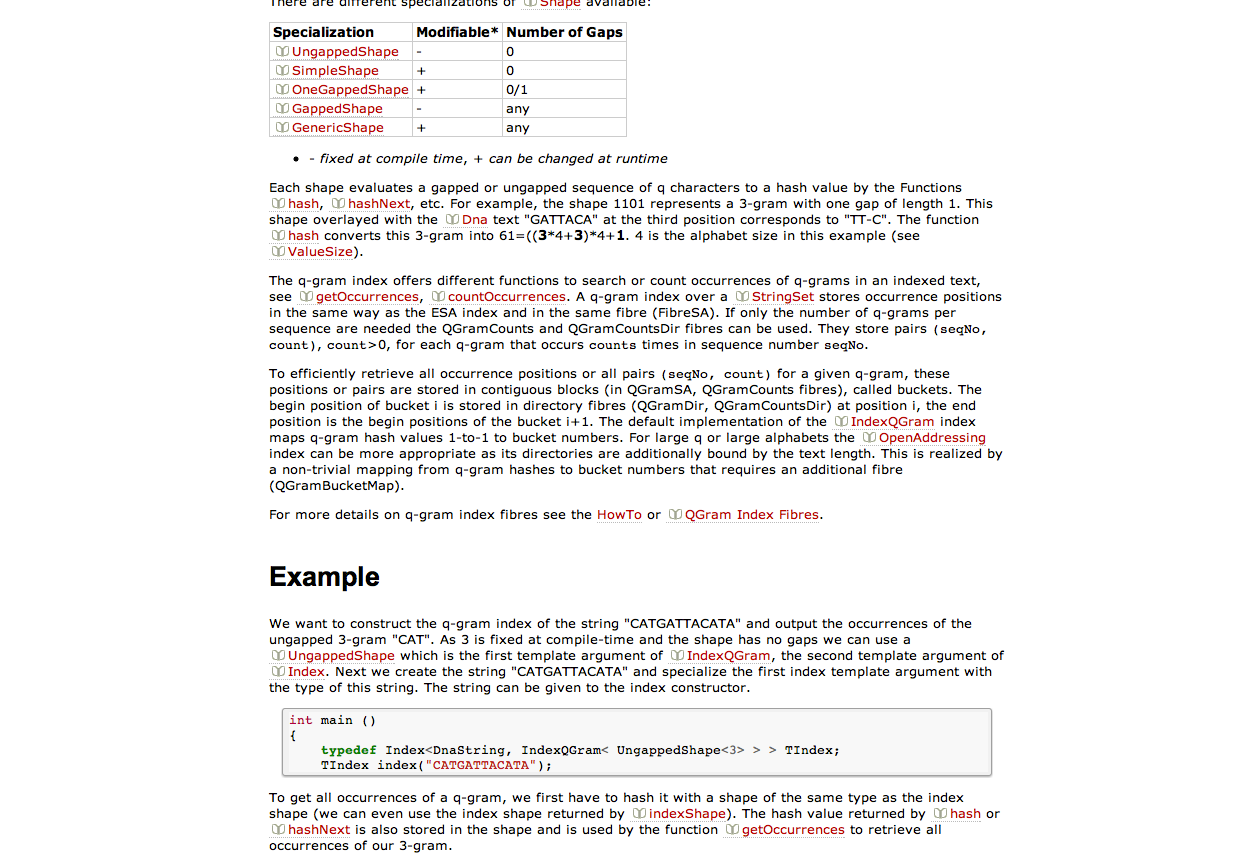 There are different specializations of Shape available:
Specialization Modifiable* Number of Gaps
UngappedShape - 0
SimpleShape + 0
OneGappedShape + 0/1
GappedShape - any
GenericShape + any
• - fixed at compile time, + can be changed at runtime
Each shape evaluates a gapped or ungapped sequence of q characters to a hash value by the Functions
hash, hashNext, etc. For example, the shape 1101 represents a 3-gram with one gap of length 1. This
shape overlayed with the Dna text "GATTACA" at the third position corresponds to "TT-C". The function
hash converts this 3-gram into 61=((3*4+3)*4+1. 4 is the alphabet size in this example (see
ValueSize).
The q-gram index offers different functions to search or count occurrences of q-grams in an indexed text,
see getOccurrences, countOccurrences. A q-gram index over a StringSet stores occurrence positions
in the same way as the ESA index and in the same fibre (FibreSA). If only the number of q-grams per
sequence are needed the QGramCounts and QGramCountsDir fibres can be used. They store pairs (seqNo,
count), count>0, for each q-gram that occurs counts times in sequence number seqNo.
To efficiently retrieve all occurrence positions or all pairs (seqNo, count) for a given q-gram, these
positions or pairs are stored in contiguous blocks (in QGramSA, QGramCounts fibres), called buckets. The
begin position of bucket i is stored in directory fibres (QGramDir, QGramCountsDir) at position i, the end
position is the begin positions of the bucket i+1. The default implementation of the IndexQGram index
maps q-gram hash values 1-to-1 to bucket numbers. For large q or large alphabets the OpenAddressing
index can be more appropriate as its directories are additionally bound by the text length. This is realized by
a non-trivial mapping from q-gram hashes to bucket numbers that requires an additional fibre
(QGramBucketMap).
For more details on q-gram index fibres see the HowTo or QGram Index Fibres.
Example
We want to construct the q-gram index of the string "CATGATTACATA" and output the occurrences of the
ungapped 3-gram "CAT". As 3 is fixed at compile-time and the shape has no gaps we can use a
UngappedShape which is the first template argument of IndexQGram, the second template argument of
Index. Next we create the string "CATGATTACATA" and specialize the first index template argument with
the type of this string. The string can be given to the index constructor.
int main ()
{
typedef Index<DnaString, IndexQGram< UngappedShape<3> > > TIndex;
TIndex index("CATGATTACATA");
To get all occurrences of a q-gram, we first have to hash it with a shape of the same type as the index
shape (we can even use the index shape returned by indexShape). The hash value returned by hash or
hashNext is also stored in the shape and is used by the function getOccurrences to retrieve all
occurrences of our 3-gram.